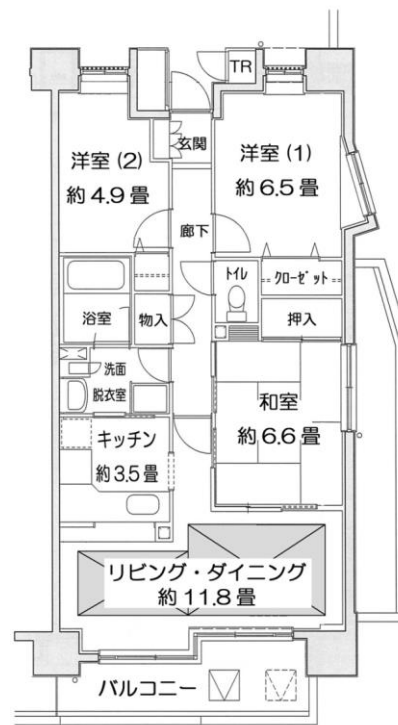 TR
玄関
洋室 (2)
約 4.9 畳
洋室 (1)
約 6.5 畳
廊下
トイレ
クローゼット
浴室
物入
押入
洗面
脱衣室
和室
約 6.6 畳
キッチン
約 3.5 畳
リビング・ダイニング
約 11.8 畳
バルコニー